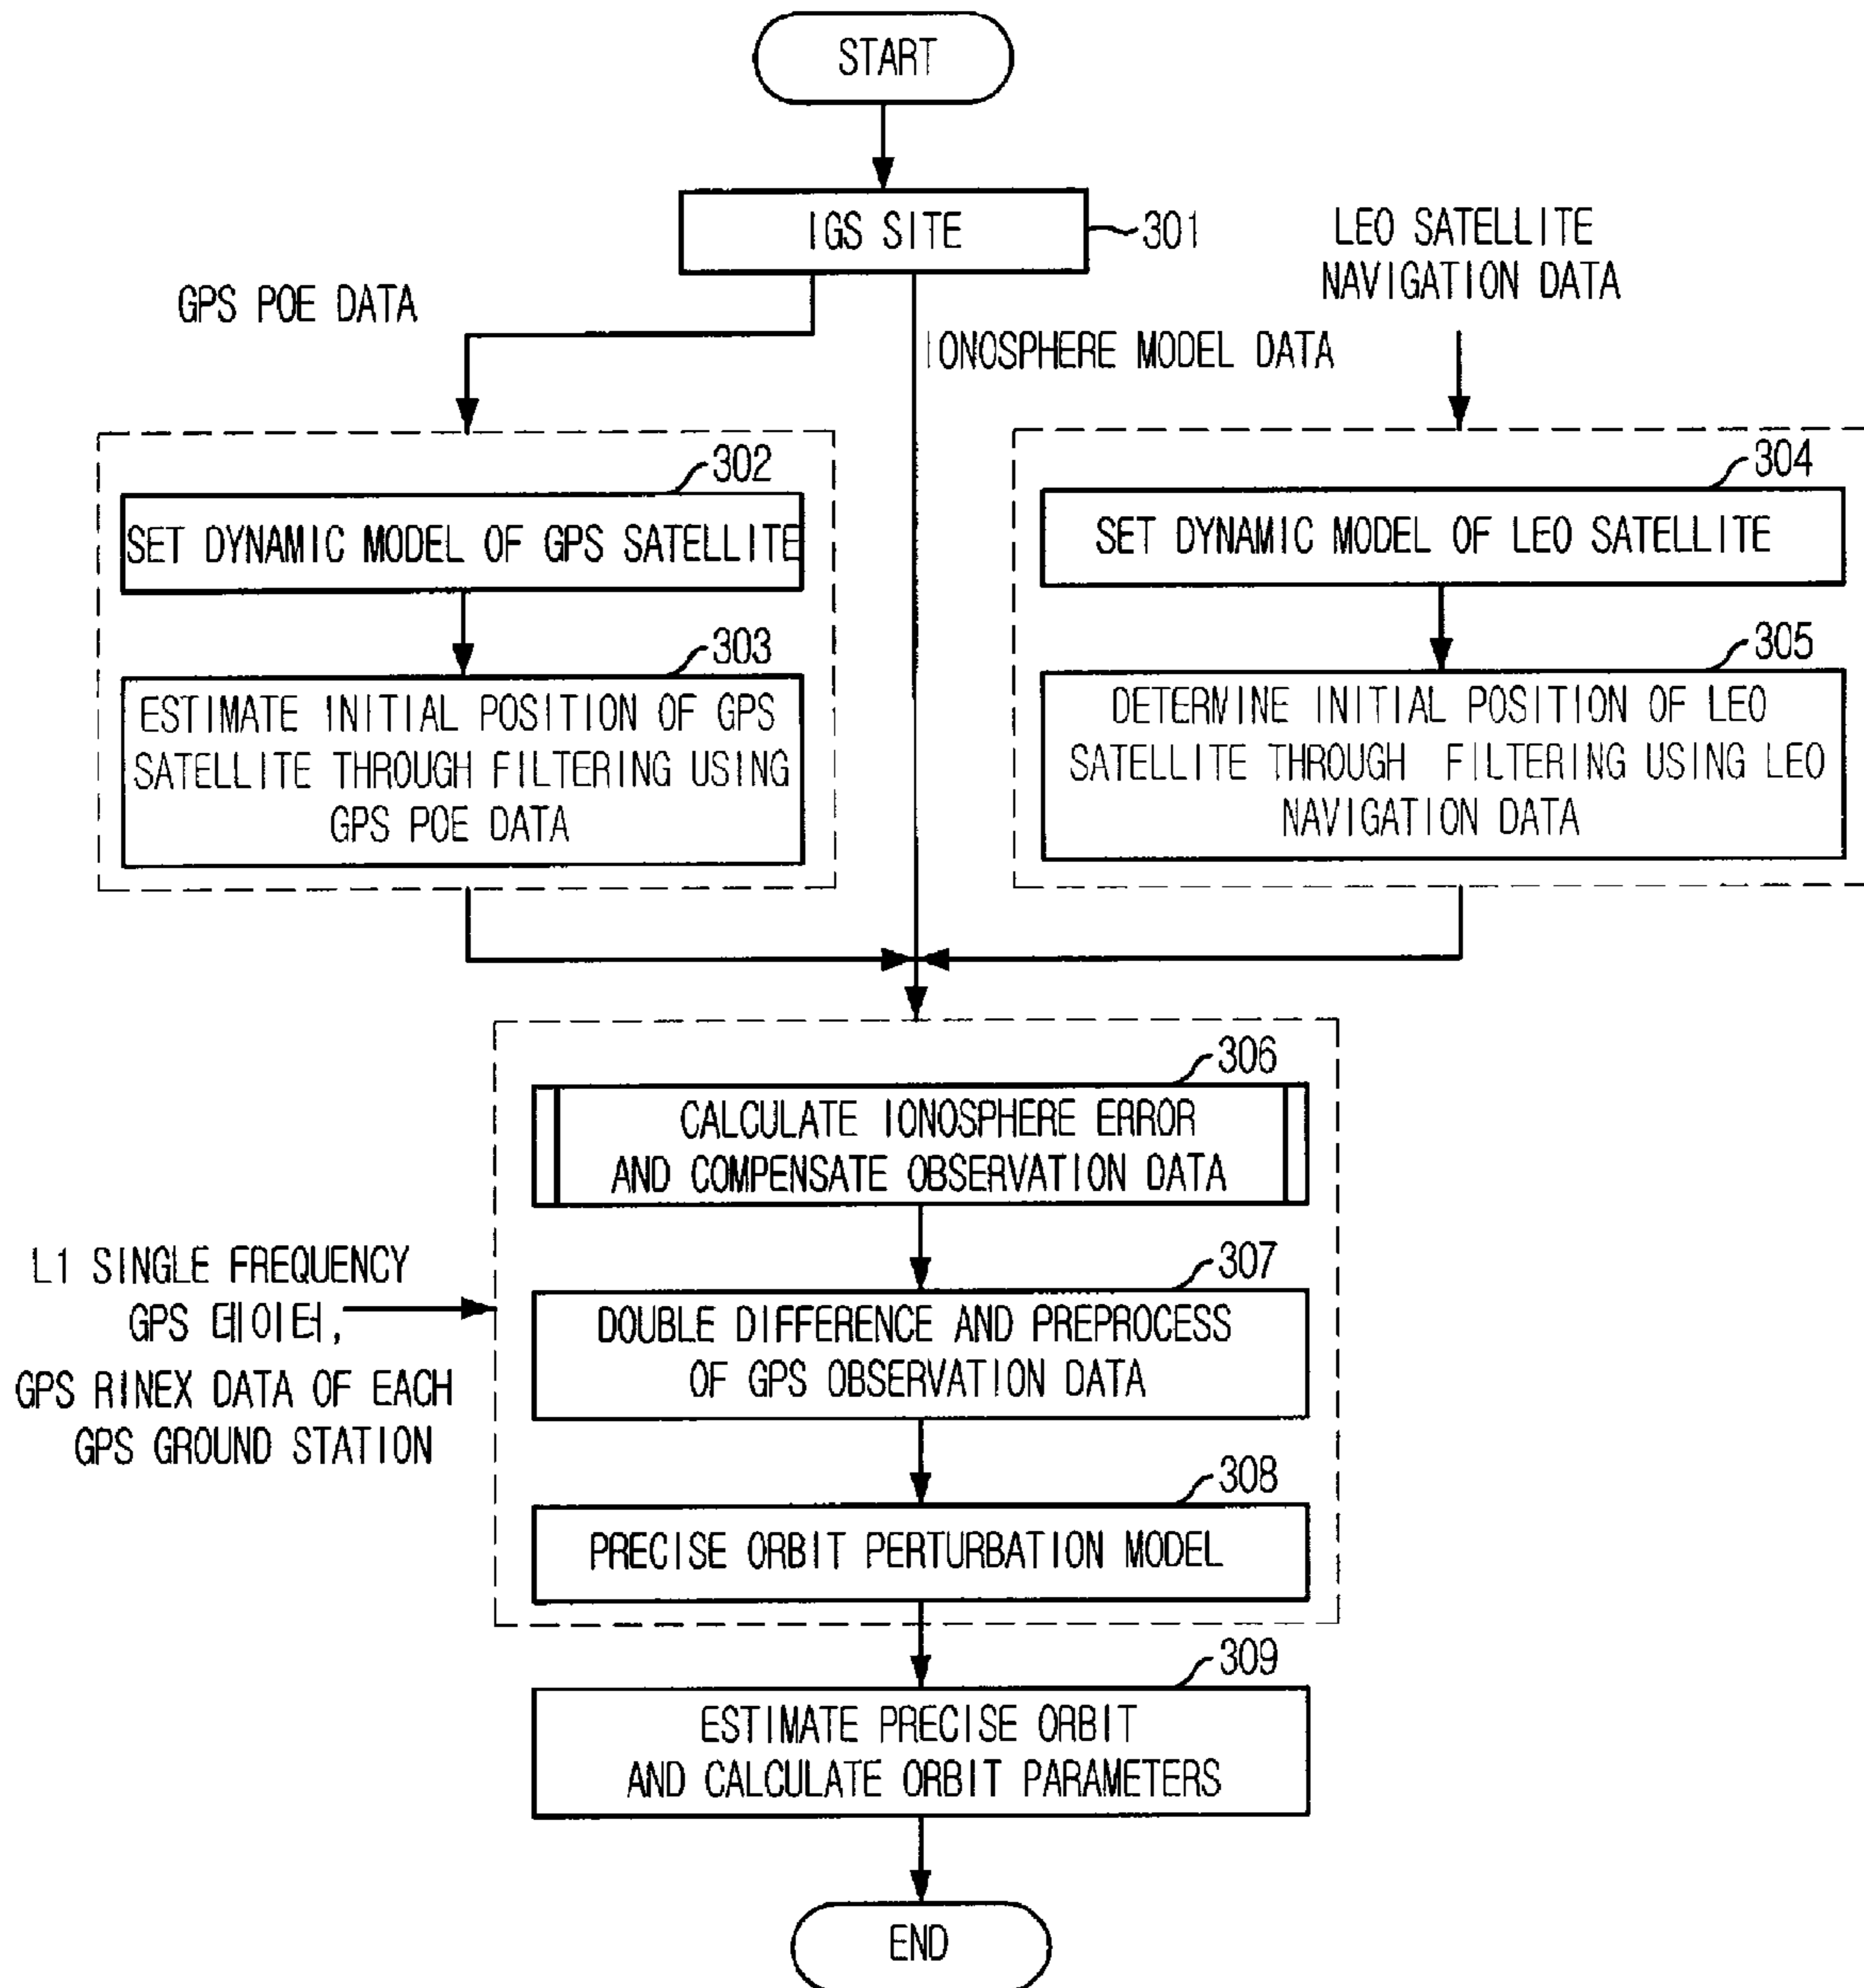 START
IGS SITE
301
LEO SATELLITE
NAVIGATION DATA
GPS POE DATA
IONOSPHERE MODEL DATA
302
SET DYNAMIC MODEL OF GPS SATELLITE
303
ESTIMATE INITIAL POSITION OF GPS
SATELLITE THROUGH FILTERING USING
GPS POE DATA
304
SET DYNAMIC MODEL OF LEO SATELLITE
305
DETERMINE INITIAL POSITION OF LEO
SATELLITE THROUGH FILTERING USING LEO
NAVIGATION DATA
306
CALCULATE IONOSPHERE ERROR
AND COMPENSATE OBSERVATION DATA
L1 SINGLE FREQUENCY
GPS
GPS RINEX DATA OF EACH
GPS GROUND STATION
307
DOUBLE DIFFERENCE AND PREPROCESS
OF GPS OBSERVATION DATA
308
PRECISE ORBIT PERTURBATION MODEL
309
ESTIMATE PRECISE ORBIT
AND CALCULATE ORBIT PARAMETERS
END